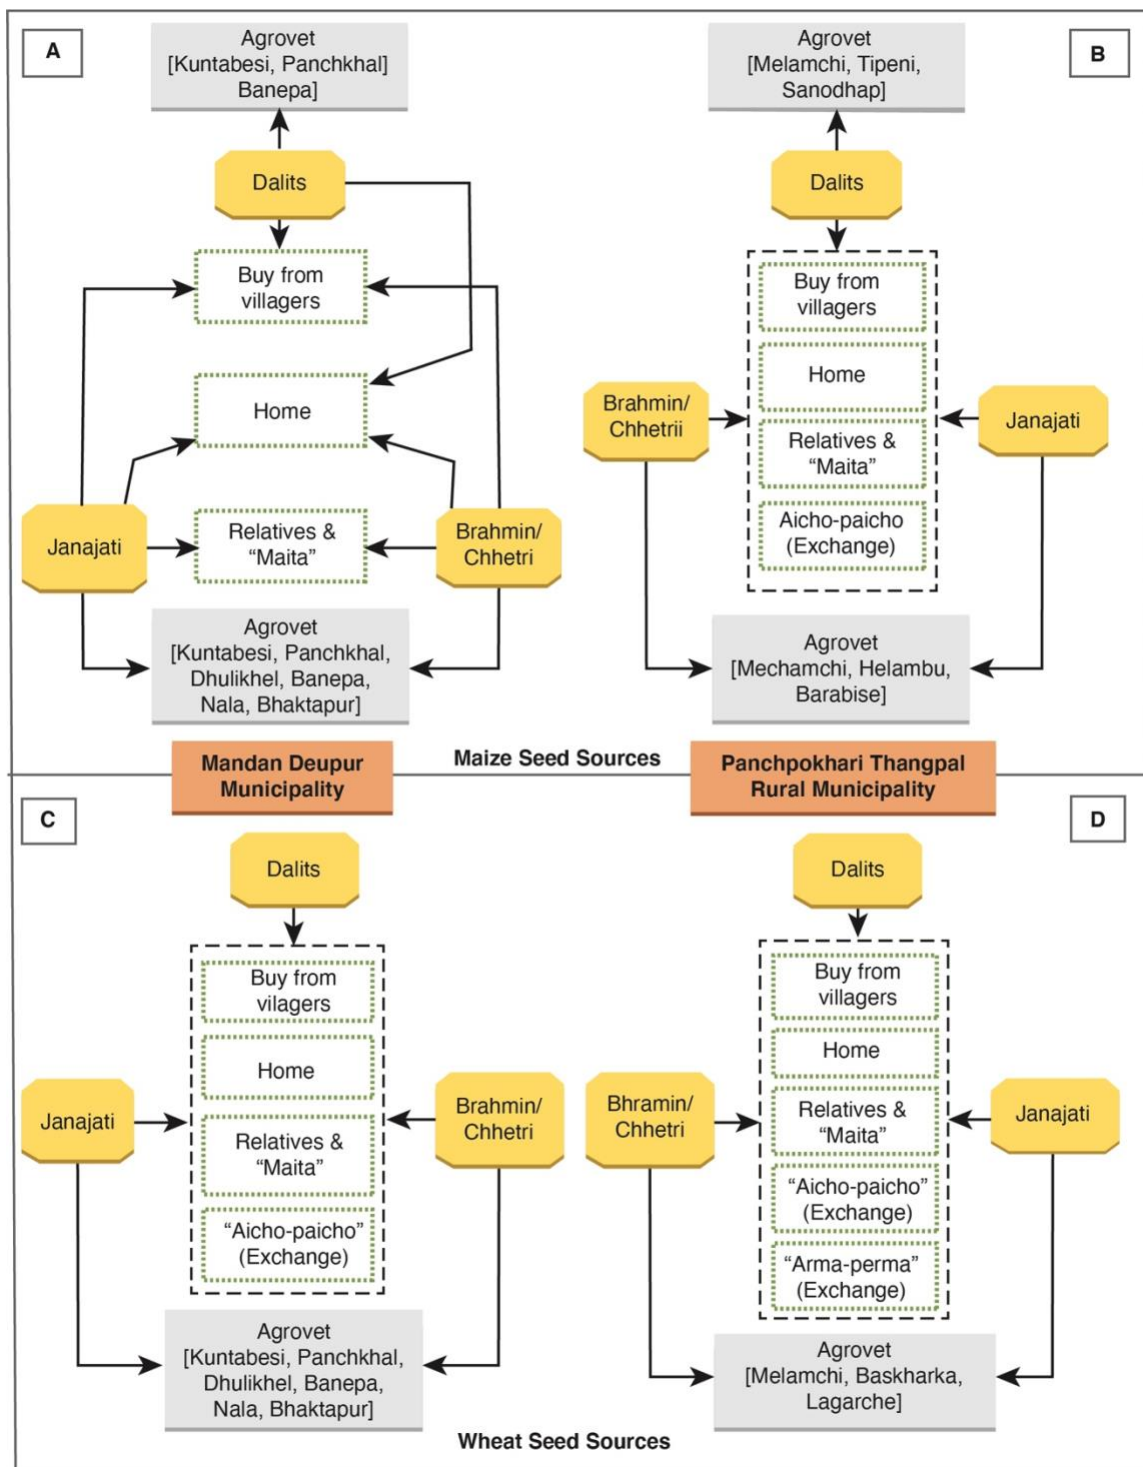 A
Agrovet
[Kuntabesi, Panchkhal]
Banepa]
Dalits
Buy from
villagers
Home
Janajati
Relatives &
“Maita”
Brahmin/
Chhetri
Agrovet
[Kuntabesi, Panchkhal,
Dhulikhel, Banepa,
Nala, Bhaktapur]
B
Agrovet
[Melamchi, Tipeni,
Sanodhap]
Dalits
Buy from
villagers
Home
Brahmin/
Chhetrii
Relatives &
“Maita”
Janajati
Aicho-paicho
(Exchange)
Agrovet
[Mechamchi, Helambu,
Barabise]
Mandan Deupur
Municipality
Maize Seed Sources
Panchpokhari Thangpal
Rural Municipality
C
Dalits
Buy from
vilagers
Home
Janajati
Relatives &
“Maita”
Brahmin/
Chhetri
“Aicho-paicho”
(Exchange)
Agrovet
[Kuntabesi, Panchkhal,
Dhulikhel, Banepa,
Nala, Bhaktapur]
D
Dalits
Buy from
villagers
Home
Bhramin/
Chhetri
Relatives &
“Maita”
Janajati
“Aicho-paicho”
(Exchange)
“Arma-perma”
(Exchange)
Agrovet
[Melamchi, Baskharka,
Lagarche]
Wheat Seed Sources